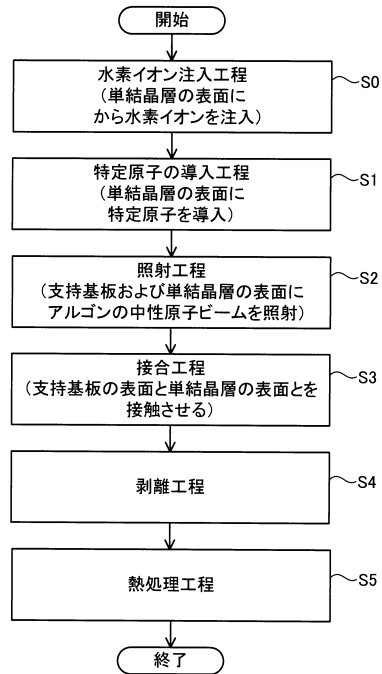 開始
水素イオン注入工程
(単結晶層の表面に
から水素イオンを注入)
S0
特定原子の導入工程
(単結晶層の表面に
特定原子を導入)
S1
照射工程
(支持基板および単結晶層の表面に
アルゴンの中性原子ビームを照射)
S2
接合工程
(支持基板の表面と単結晶層の表面とを
接触させる)
S3
剥離工程
S4
熱処理工程
S5
終了